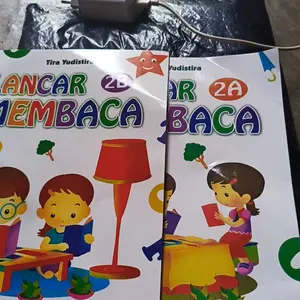 Tira Yudistira
LANCAR 2B
MEMBACA
Yudistira
AR 2A
BACA